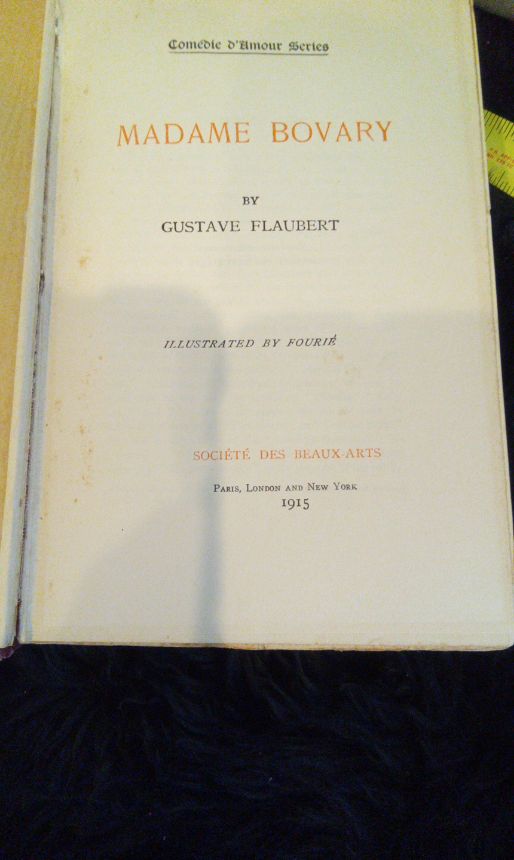 Comédie d'Amour Series
MADAME BOVARY
BY
GUSTAVE FLAUBERT
ILLUSTRATED BY FOURIÉ
SOCIÉTÉ DES BEAUX-ARTS
PARIS, LONDON AND NEW YORK
1915